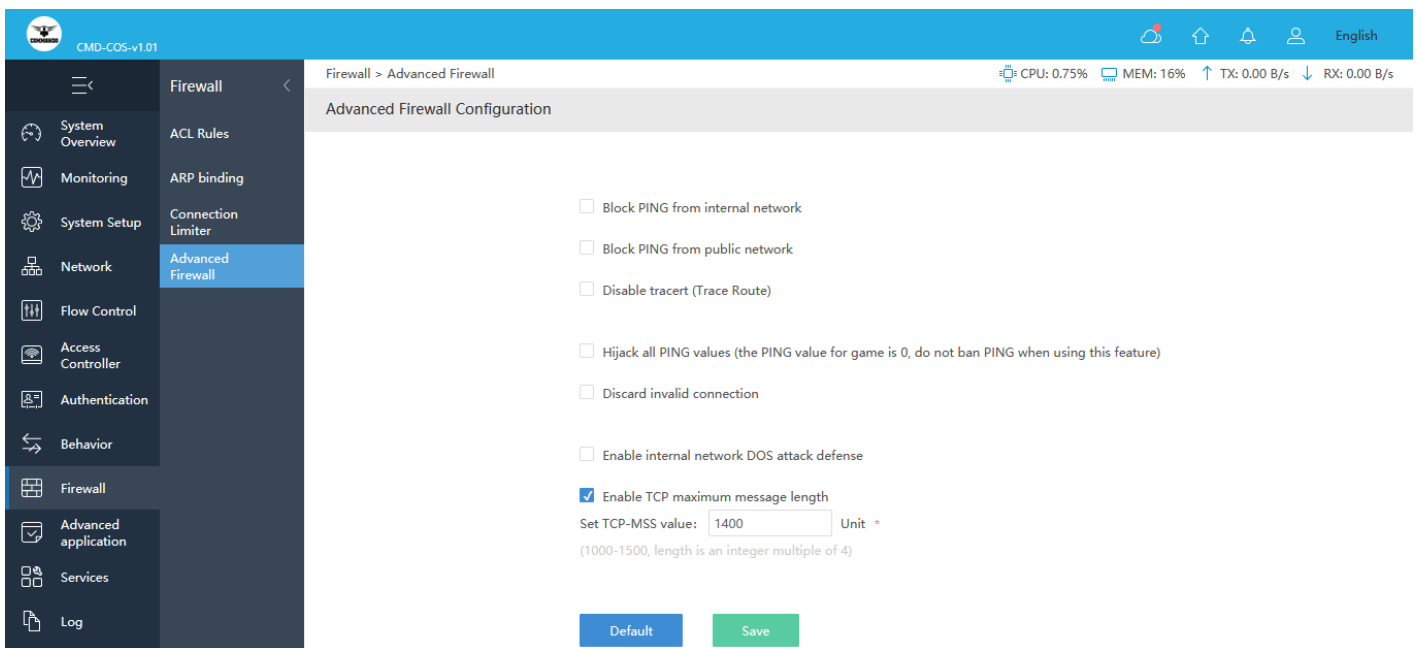 COMMANDO
CMD-COS-v1.01
English
Firewall
Firewall > Advanced Firewall
CPU: 0.75%
MEM: 16%
TX: 0.00 B/s
RX: 0.00 B/s
Advanced Firewall Configuration
System
Overview
Monitoring
System Setup
Network
Flow Control
Access
Controller
Authentication
Behavior
Firewall
Advanced
application
Services
Log
ACL Rules
ARP binding
Connection
Limiter
Advanced
Firewall
Block PING from internal network
Block PING from public network
Disable tracert (Trace Route)
Hijack all PING values (the PING value for game is 0, do not ban PING when using this feature)
Discard invalid connection
Enable internal network DOS attack defense
Enable TCP maximum message length
Set TCP-MSS value: 1400 Unit *
(1000-1500, length is an integer multiple of 4)
Default
Save